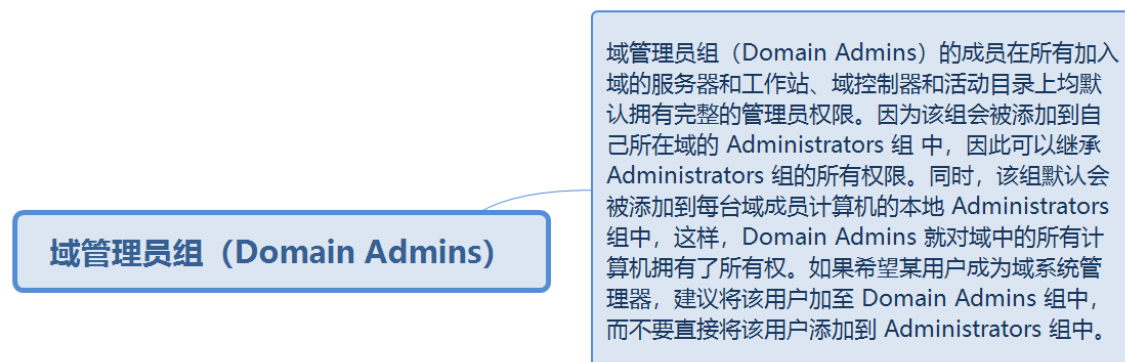 域管理员组（Domain Admins）
域管理员组（Domain Admins）的成员在所有加入
域的服务器和工作站、域控制器和活动目录上均默
认拥有完整的管理员权限。因为该组会被添加到自
己所在域的 Administrators 组 中，因此可以继承
Administrators 组的所有权限。同时，该组默认会
被添加到每台域成员计算机的本地 Administrators
组中，这样，Domain Admins 就对域中的所有计
算机拥有了所有权。如果希望某用户成为域系统管
理器，建议将该用户加至 Domain Admins 组中，
而不要直接将该用户添加到 Administrators 组中。